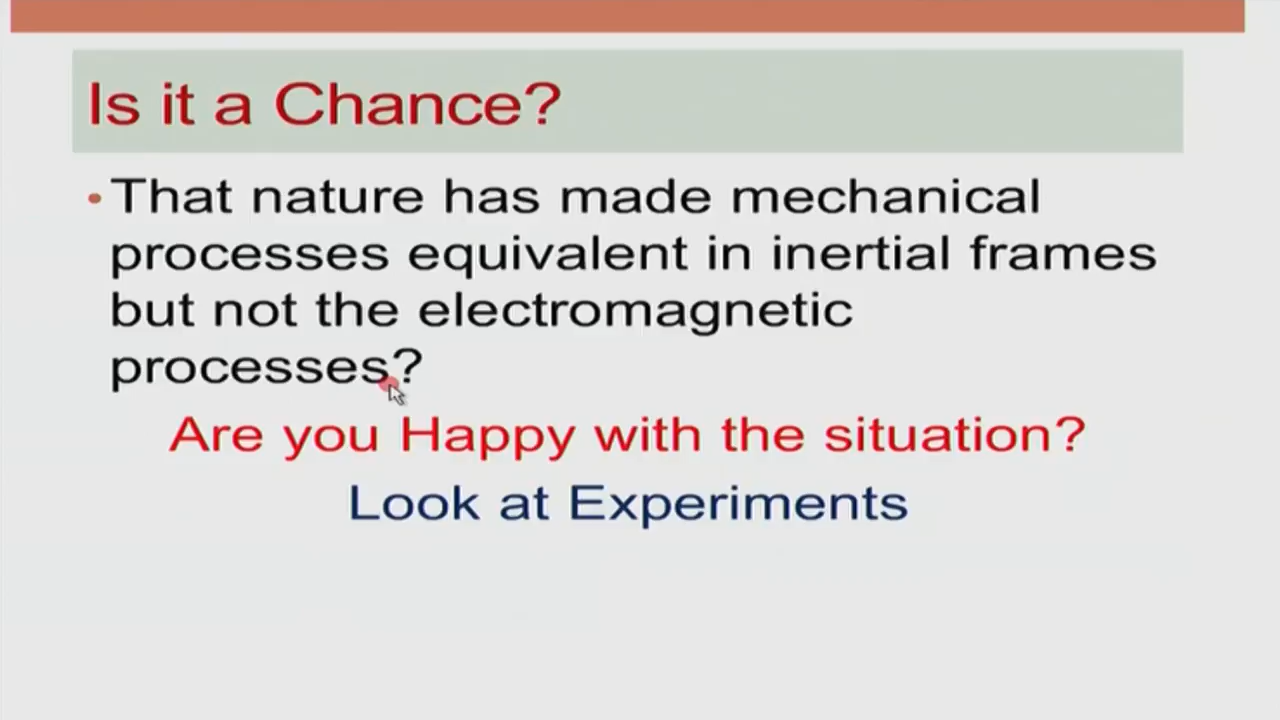 Is it a Chance?
• That nature has made mechanical
processes equivalent in inertial frames
but not the electromagnetic
processes?
Are you Happy with the situation?
Look at Experiments